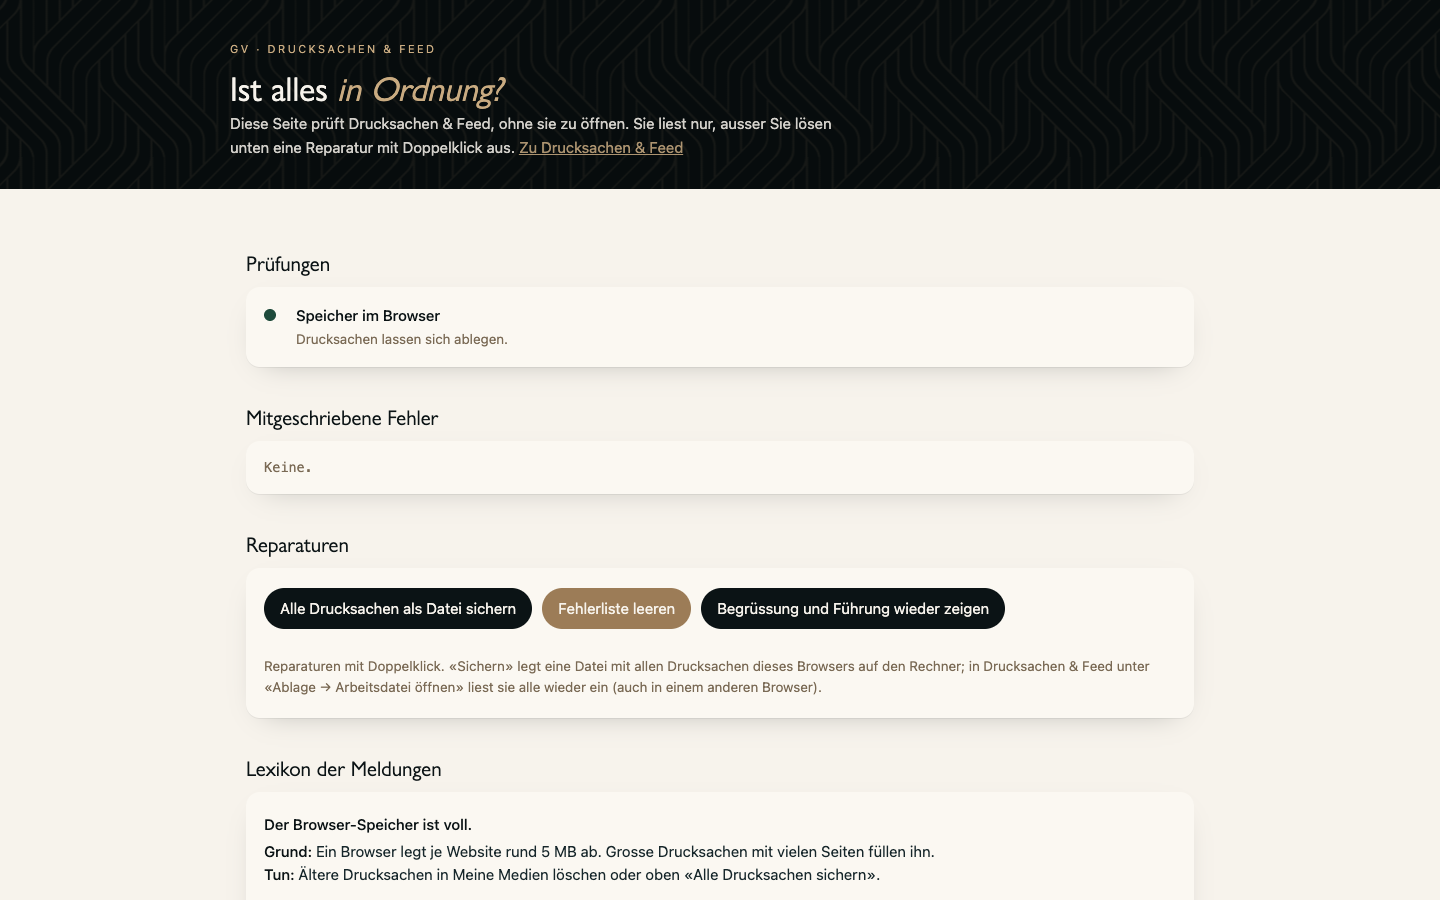 GV · DRUCKSACHEN & FEED
Ist alles in Ordnung?
Diese Seite prüft Drucksachen & Feed, ohne sie zu öffnen. Sie liest nur, ausser Sie lösen
unten eine Reparatur mit Doppelklick aus. Zu Drucksachen & Feed
Prüfungen
Speicher im Browser
Drucksachen lassen sich ablegen.
Mitgeschriebene Fehler
Keine.
Reparaturen
Alle Drucksachen als Datei sichern
Fehlerliste leeren
Begrüssung und Führung wieder zeigen
Reparaturen mit Doppelklick. «Sichern» legt eine Datei mit allen Drucksachen dieses Browsers auf den Rechner; in Drucksachen & Feed unter
«Ablage → Arbeitsdatei öffnen» liest sie alle wieder ein (auch in einem anderen Browser).
Lexikon der Meldungen
Der Browser-Speicher ist voll.
Grund: Ein Browser legt je Website rund 5 MB ab. Grosse Drucksachen mit vielen Seiten füllen ihn.
Tun: Ältere Drucksachen in Meine Medien löschen oder oben «Alle Drucksachen sichern».